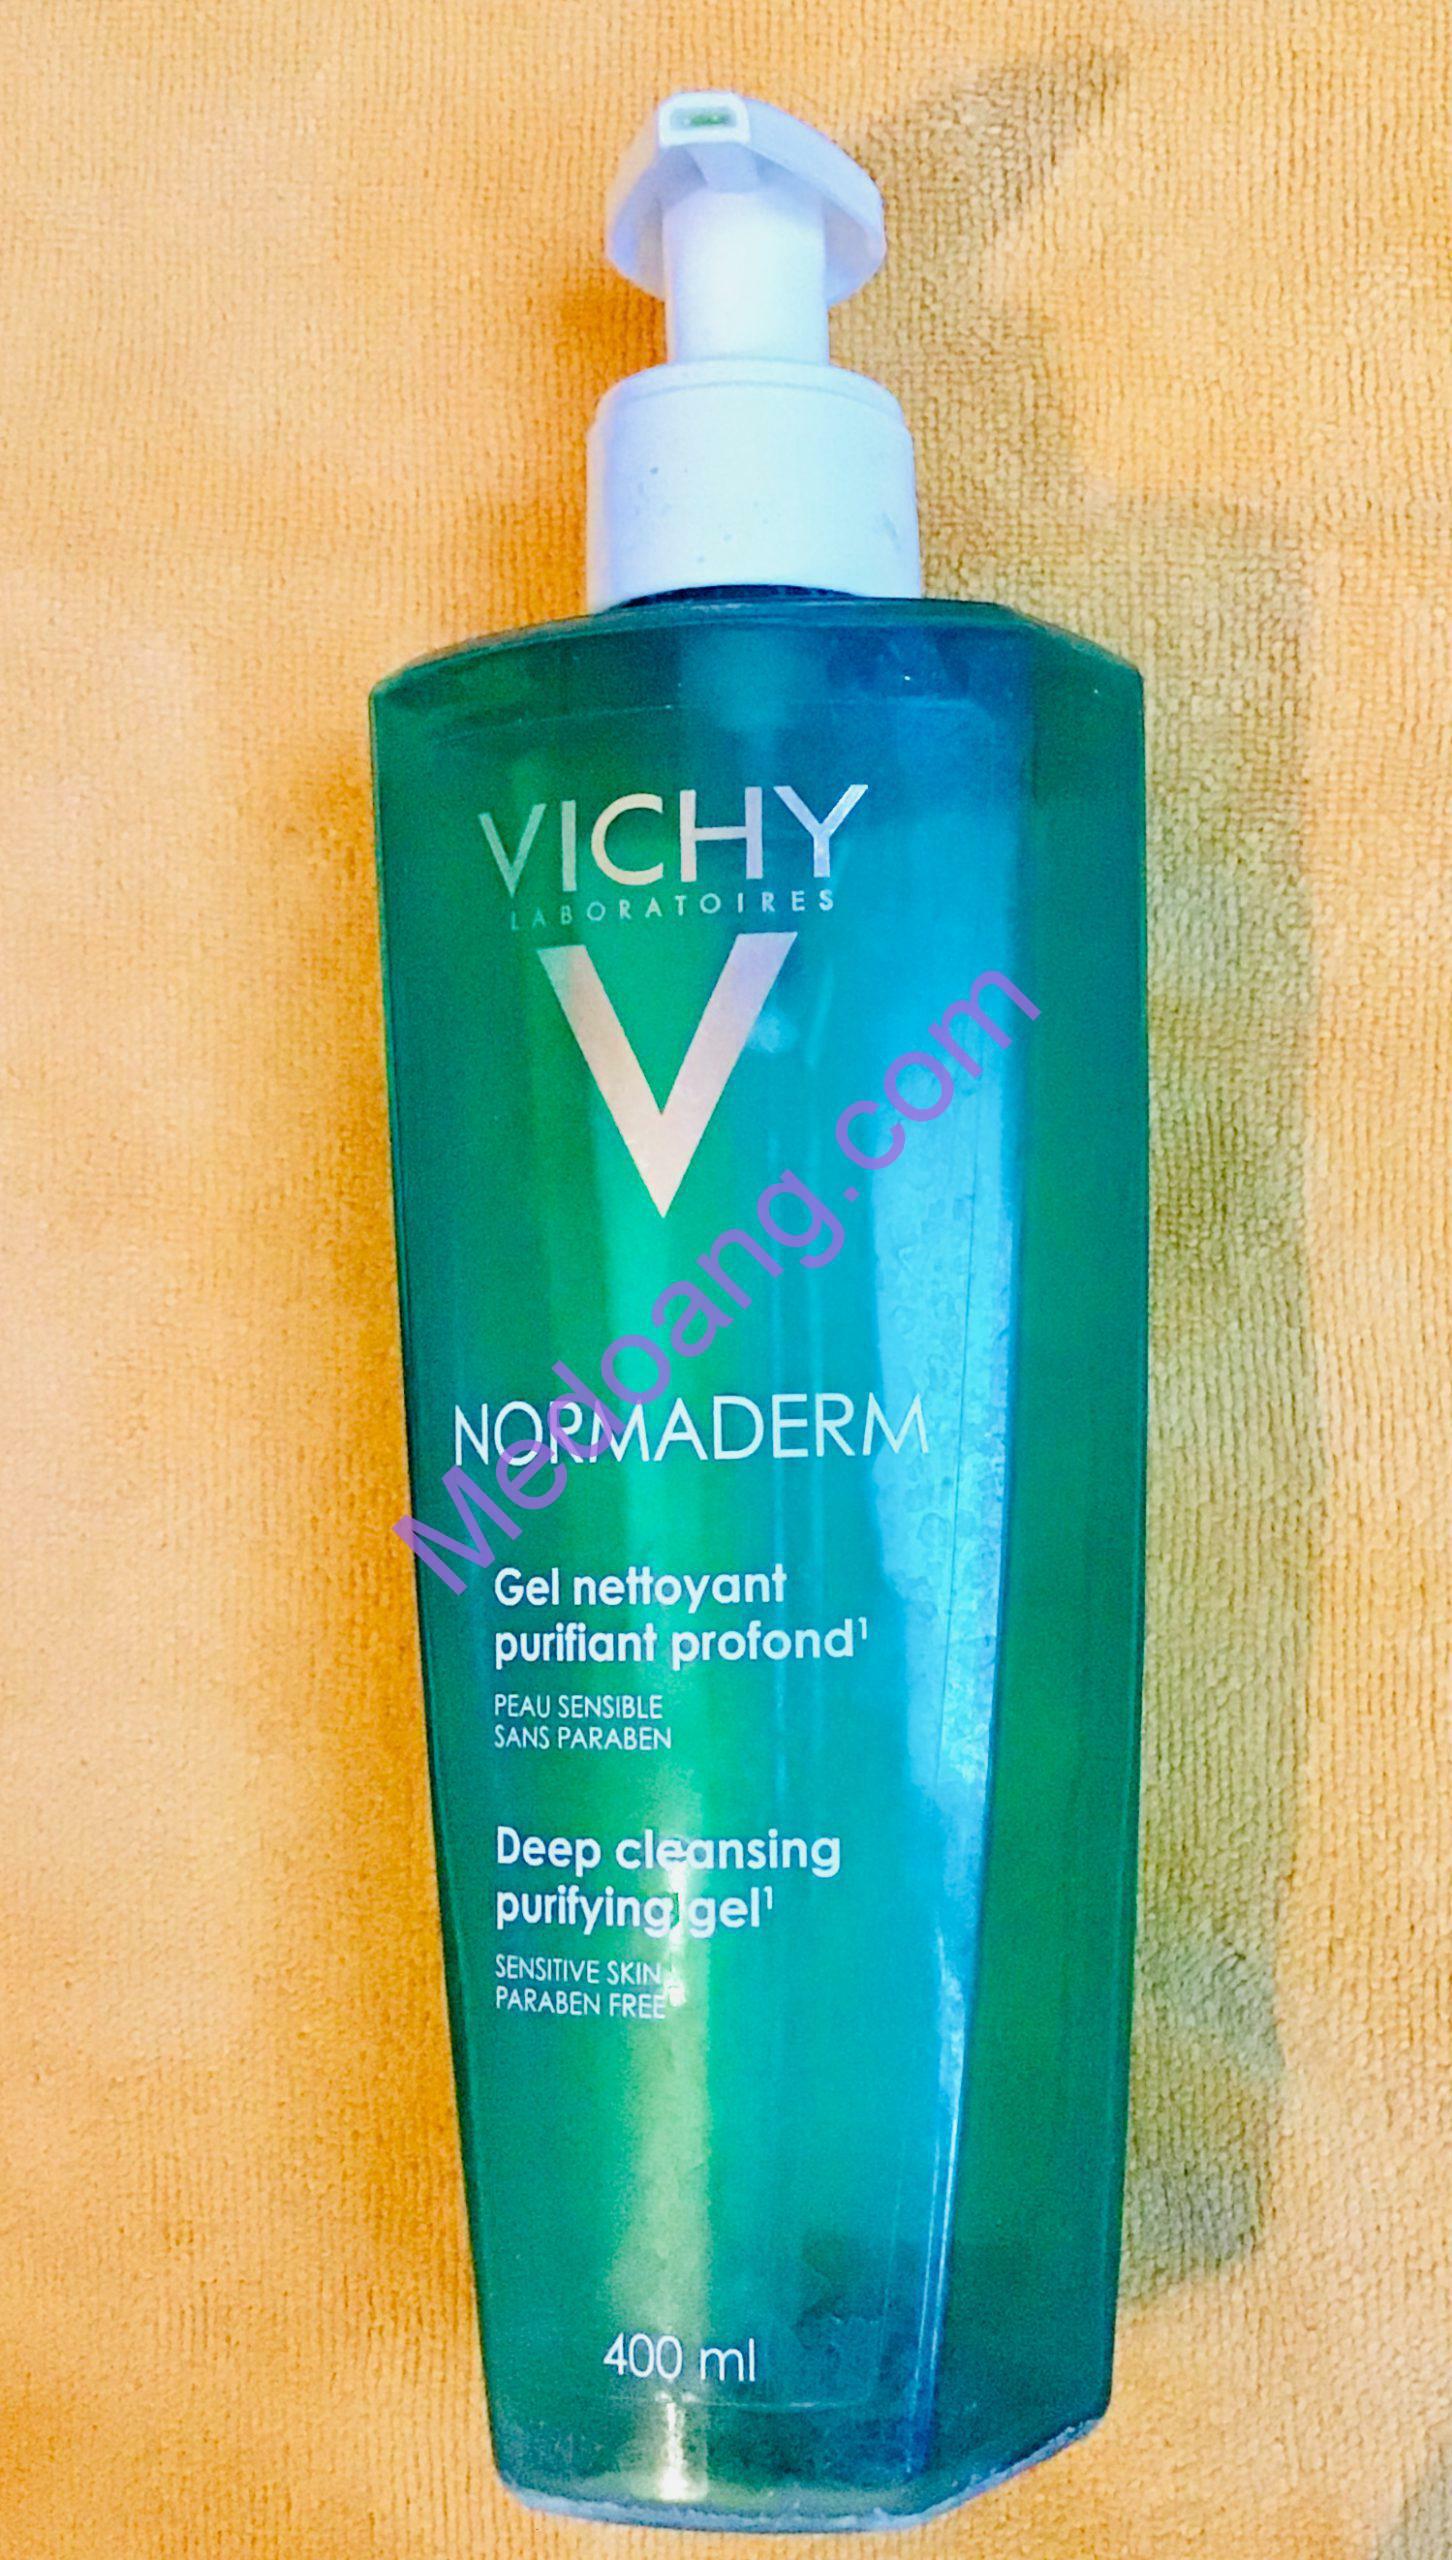 VICHY
LABORATOIRES
V
Medoang.com
NORMADERM
Gel nettoyant
purifiant profond¹
PEAU SENSIBLE
SANS PARABEN
Deep cleansing
purifying gel¹
SENSITIVE SKIN
PARABEN FREE
400 ml